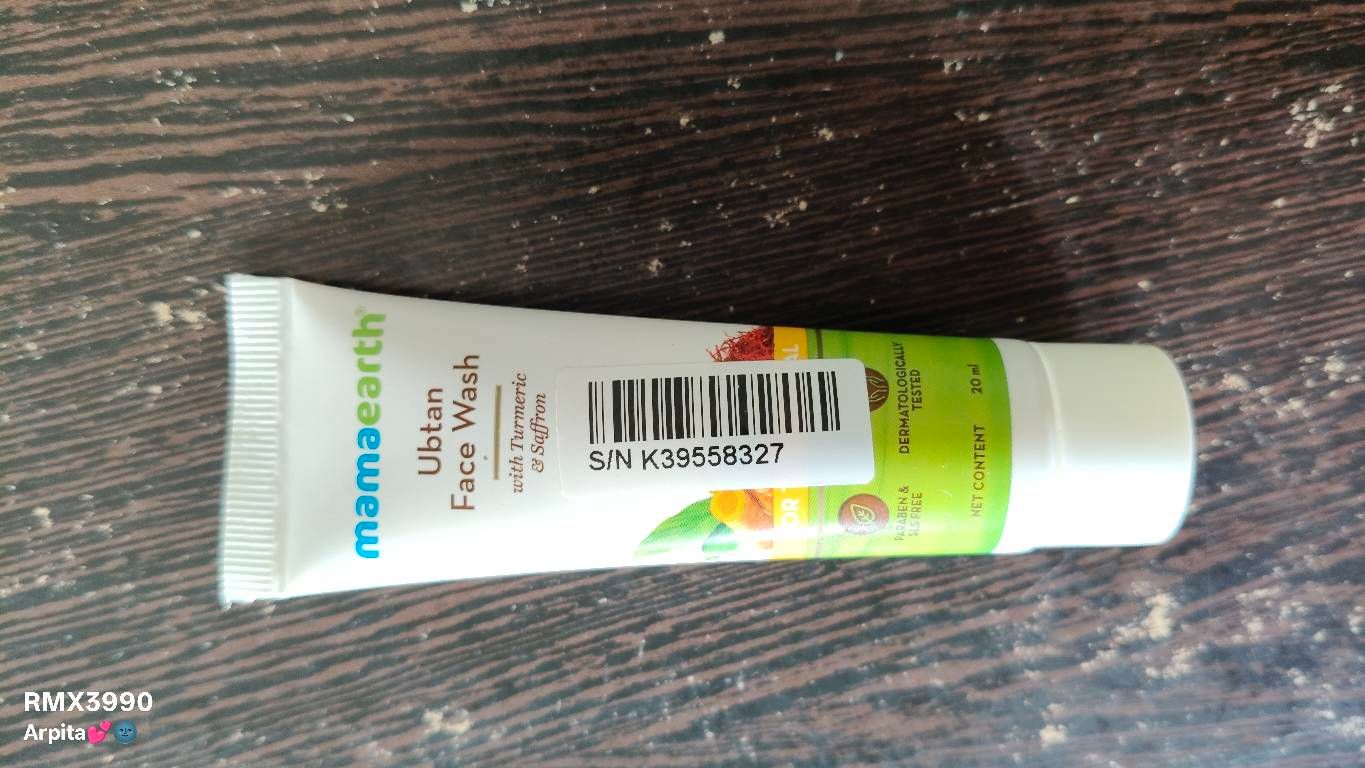 mamaearth®
Ubtan
Face Wash
with Turmeric
& Saffron
S/N K39558327
PARABEN &
SLS FREE
DERMATOLOGICALLY
TESTED
NET CONTENT 20 ml
RMX3990
Arpita💕🌚